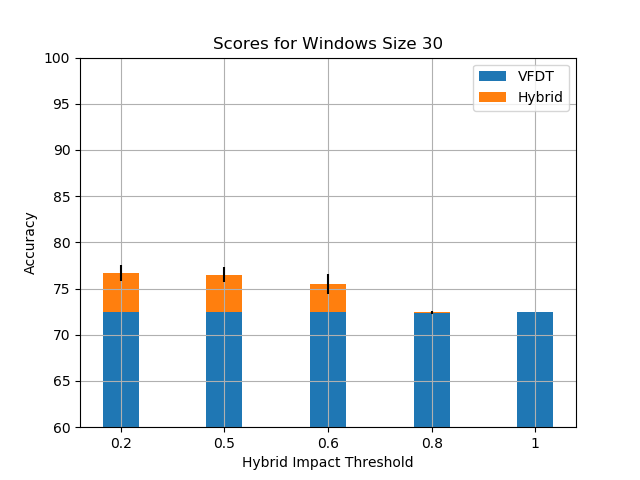 Scores for Windows Size 30
100
95
90
85
80
75
70
65
60
Accuracy
VFDT
Hybrid
0.2 0.5 0.6 0.8 1
Hybrid Impact Threshold